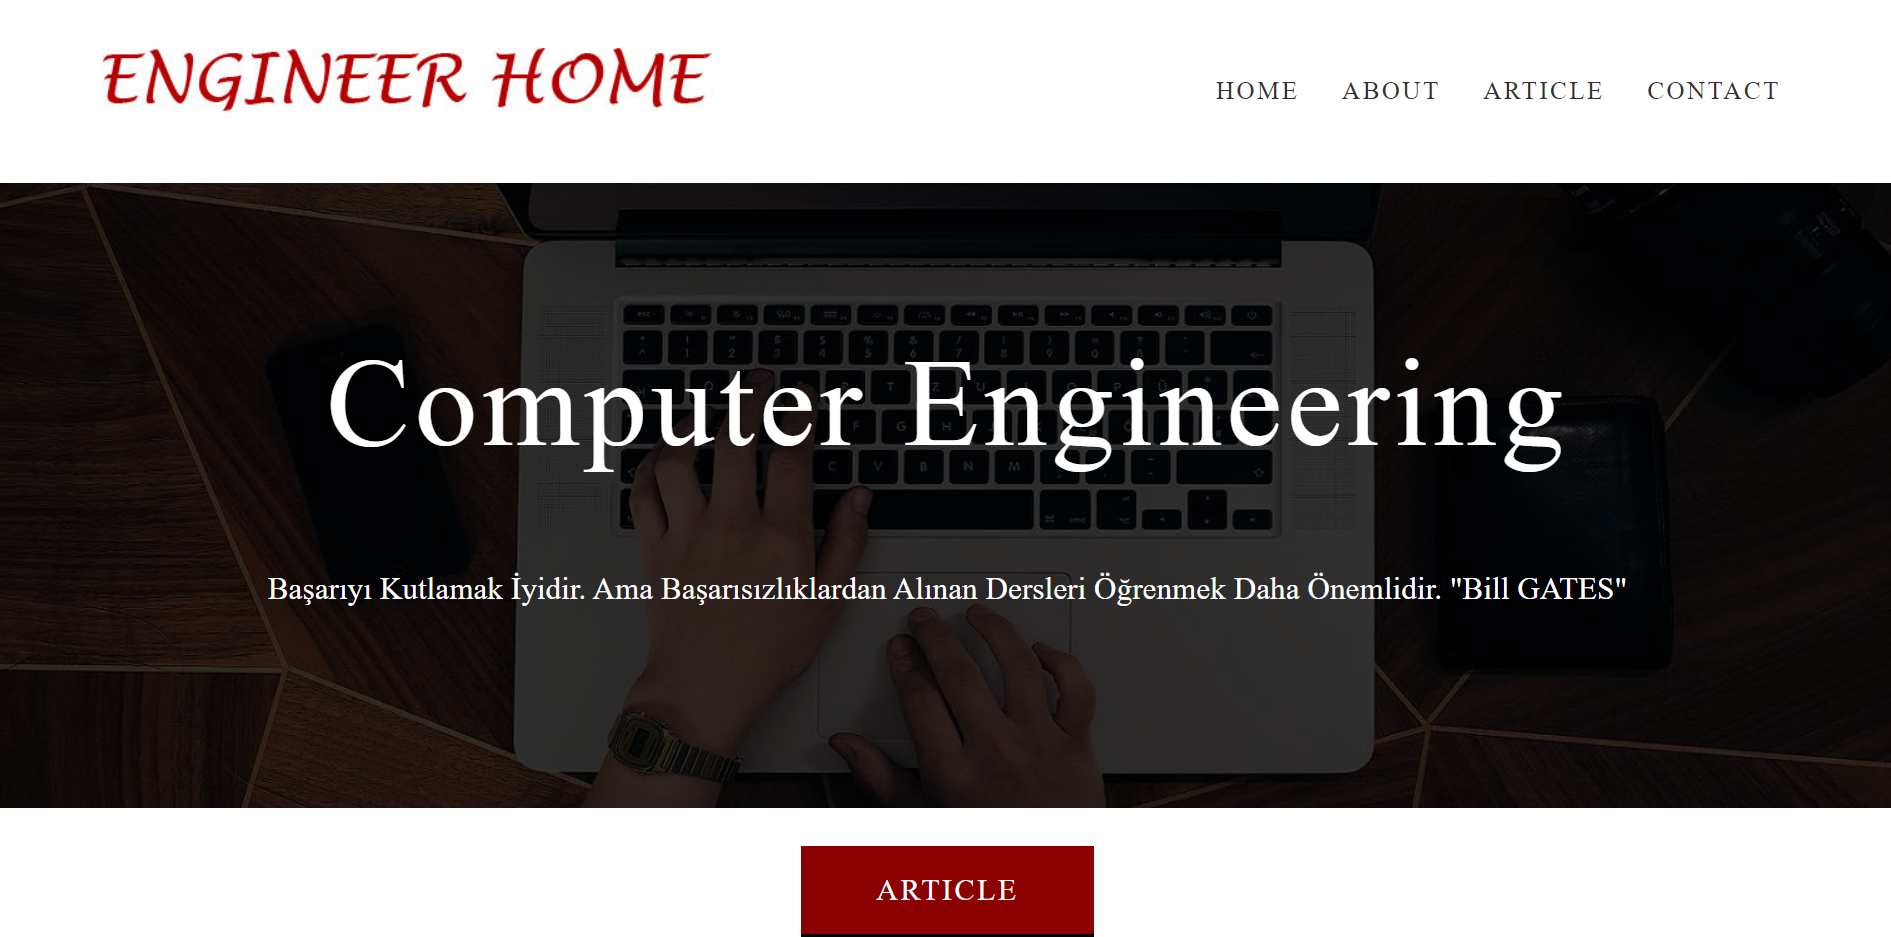 ENGINEER HOME
HOME ABOUT ARTICLE CONTACT
Computer Engineering
Başarıyı Kutlamak İyidir. Ama Başarısızlıklardan Alınan Dersleri Öğrenmek Daha Önemlidir. "Bill GATES"
ARTICLE